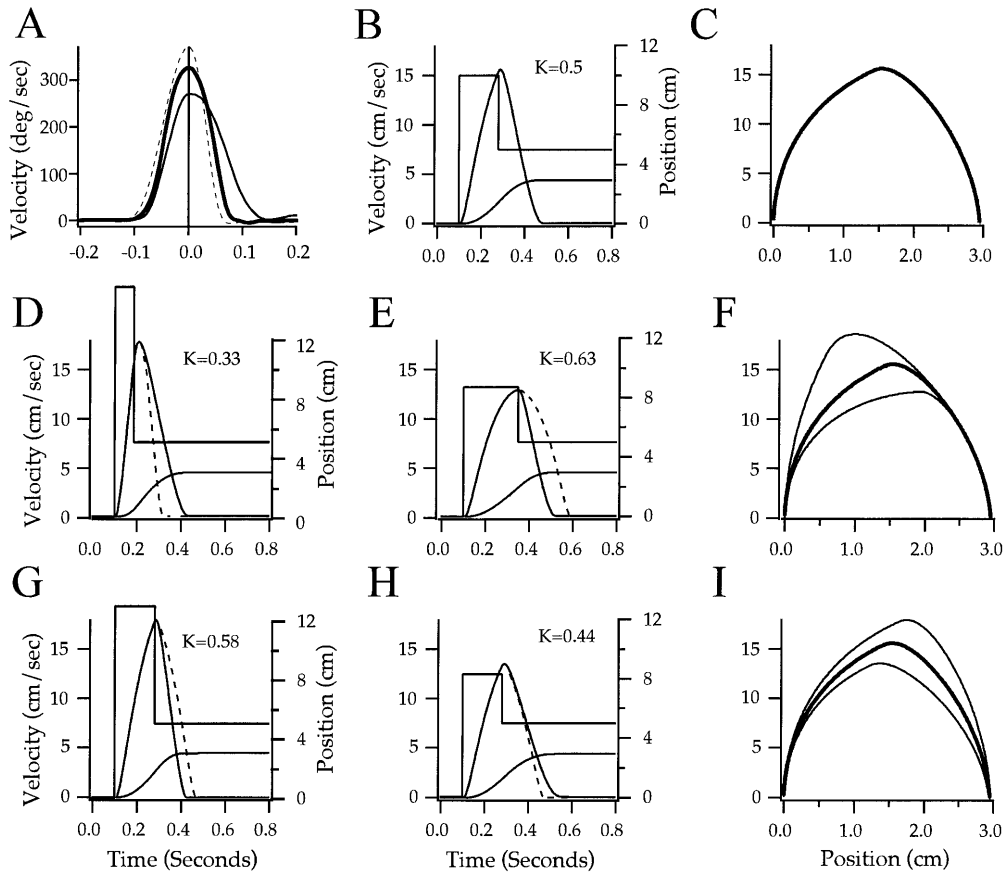 A
Velocity (deg/sec)
300
200
100
0
-0.2 -0.1 0.0 0.1 0.2
B
K=0.5
Velocity (cm/sec)
15
10
5
0
12
8
4
0
Position (cm)
0.0 0.2 0.4 0.6 0.8
C
15
10
5
0
0.0 1.0 2.0 3.0
D
K=0.33
Velocity (cm/sec)
15
10
5
0
12
8
4
0
Position (cm)
0.0 0.2 0.4 0.6 0.8
E
K=0.63
15
10
5
0
12
8
4
0
0.0 0.2 0.4 0.6 0.8
F
15
10
5
0
0.0 1.0 2.0 3.0
G
K=0.58
Velocity (cm/sec)
15
10
5
0
12
8
4
0
Position (cm)
0.0 0.2 0.4 0.6 0.8
Time (Seconds)
H
K=0.44
15
10
5
0
12
8
4
0
0.0 0.2 0.4 0.6 0.8
Time (Seconds)
I
15
10
5
0
0.0 1.0 2.0 3.0
Position (cm)